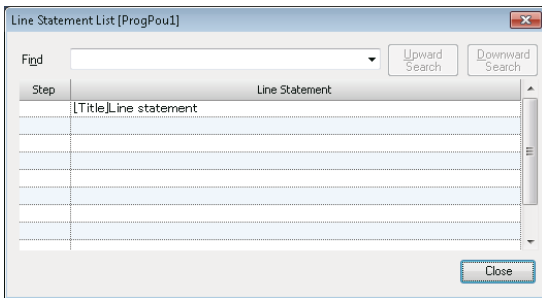 Line Statement List [ProgPou1]
Find
Upward Search
Downward Search
Step Line Statement
[Title]Line statement
Close